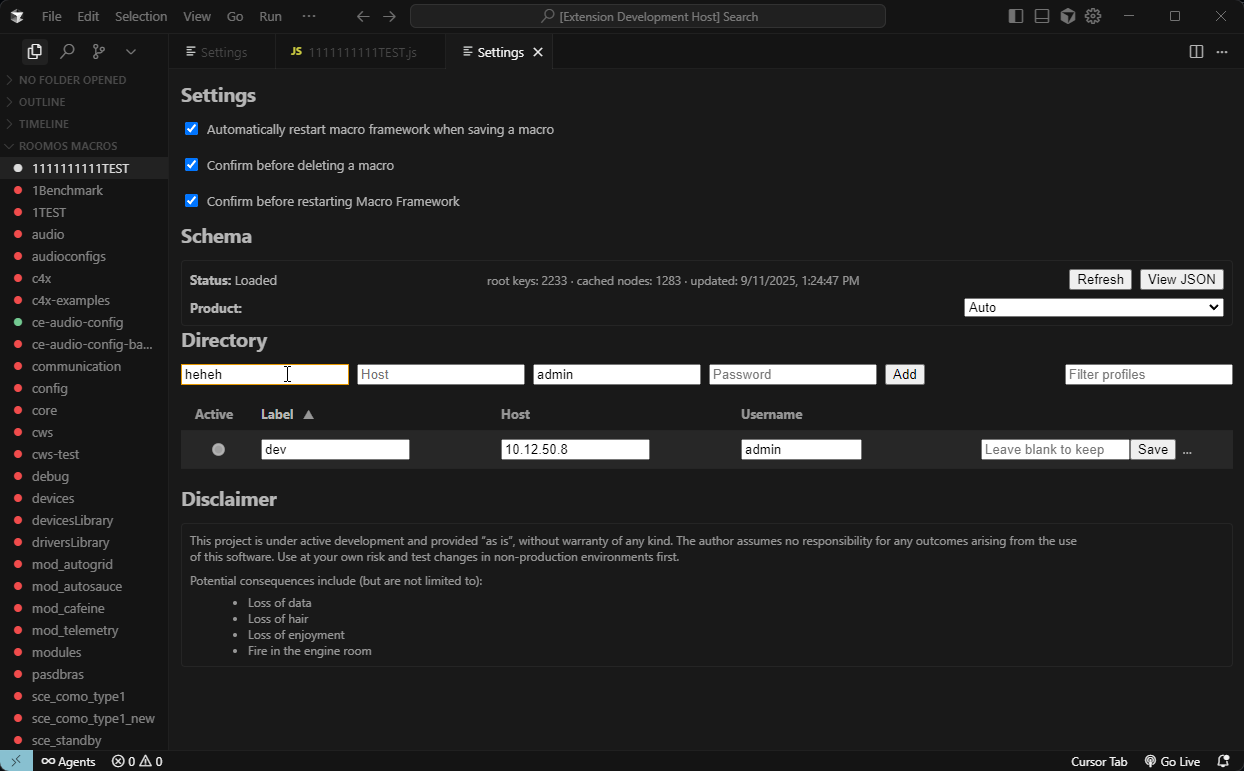 File Edit Selection View Go Run ··· [Extension Development Host] Search
Settings
JS 1111111111TEST.js
Settings
NO FOLDER OPENED
OUTLINE
TIMELINE
ROOMOS MACROS
1111111111TEST
1Benchmark
1TEST
audio
audioconfigs
c4x
c4x-examples
ce-audio-config
ce-audio-config-ba...
communication
config
core
cws
cws-test
debug
devices
devicesLibrary
driversLibrary
mod_autogrid
mod_autosauce
mod_cafeine
mod_telemetry
modules
pasdbras
sce_como_type1
sce_como_type1_new
sce_standby
Settings
Automatically restart macro framework when saving a macro
Confirm before deleting a macro
Confirm before restarting Macro Framework
Schema
Status: Loaded root keys: 2233 · cached nodes: 1283 · updated: 9/11/2025, 1:24:47 PM Refresh View JSON
Product: Auto
Directory
heheh Host admin Password Add Filter profiles
Active Label ▲ Host Username
dev 10.12.50.8 admin Leave blank to keep Save ...
Disclaimer
This project is under active development and provided "as is", without warranty of any kind. The author assumes no responsibility for any outcomes arising from the use
of this software. Use at your own risk and test changes in non-production environments first.
Potential consequences include (but are not limited to):
• Loss of data
• Loss of hair
• Loss of enjoyment
• Fire in the engine room
Agents 0 0 Cursor Tab Go Live